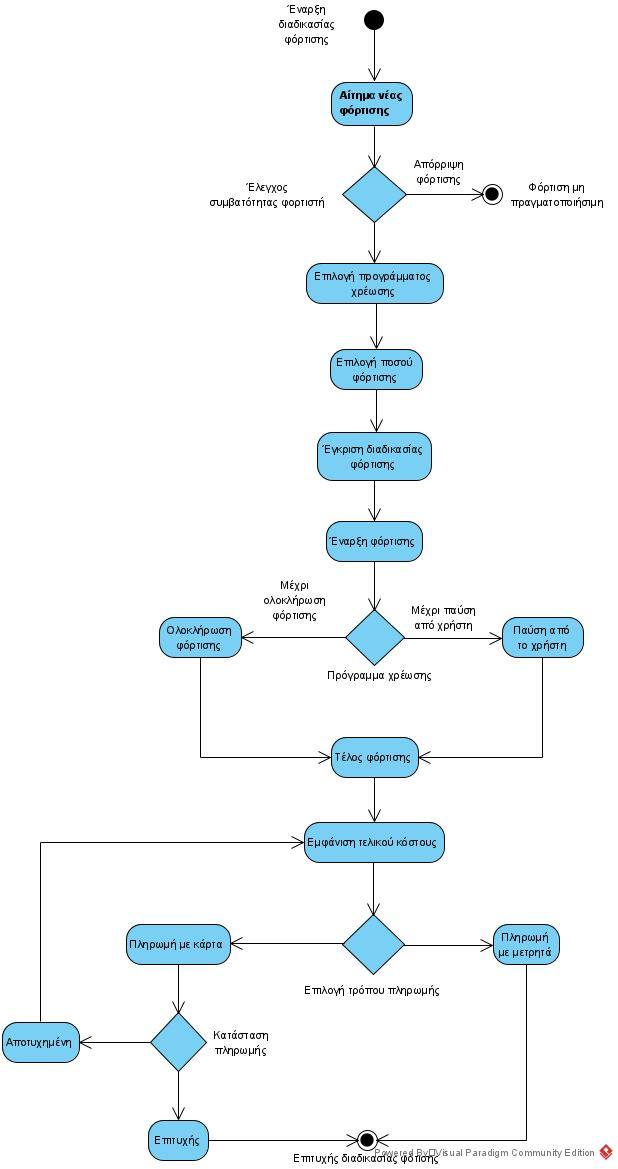 Έναρξη
διαδικασίας
φόρτισης
Αίτημα νέας
φόρτισης
Απόρριψη
φόρτισης
Έλεγχος
συμβατότητας φορτιστή
Φόρτιση μη
πραγματοποιήσιμη
Επιλογή προγράμματος
χρέωσης
Επιλογή ποσού
φόρτισης
Έγκριση διαδικασίας
φόρτισης
Έναρξη φόρτισης
Μέχρι
ολοκλήρωση
φόρτισης
Μέχρι παύση
από χρήστη
Ολοκλήρωση
φόρτισης
Παύση από
το χρήστη
Πρόγραμμα χρέωσης
Τέλος φόρτισης
Εμφάνιση τελικού κόστους
Πληρωμή με κάρτα
Πληρωμή
με μετρητά
Επιλογή τρόπου πληρωμής
Αποτυχημένη
Κατάσταση
πληρωμής
Επιτυχής
Επιτυχής διαδικασία φότισης
Powered By Visual Paradigm Community Edition